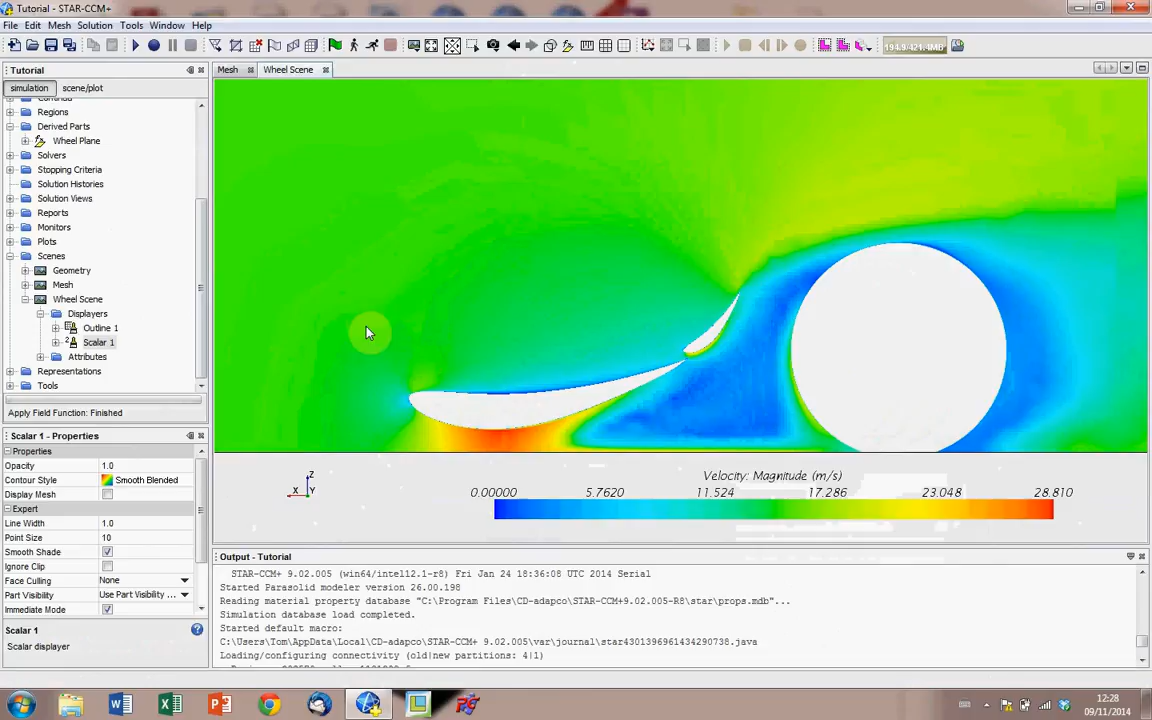 Tutorial - STAR-CCM+
File Edit Mesh Solution Tools Window Help
194.9/421.4MB
Tutorial
Mesh
Wheel Scene
simulation
scene/plot
Continua
Regions
Derived Parts
Wheel Plane
Solvers
Stopping Criteria
Solution Histories
Solution Views
Reports
Monitors
Plots
Scenes
Geometry
Mesh
Wheel Scene
Displayers
Outline 1
Scalar 1
Attributes
Representations
Tools
Apply Field Function: Finished
Scalar 1 - Properties
Properties
Opacity 1.0
Contour Style Smooth Blended
Display Mesh
Expert
Line Width 1.0
Point Size 10
Smooth Shade
Ignore Clip
Face Culling None
Part Visibility Use Part Visibility ...
Immediate Mode
Scalar 1
Scalar displayer
Z
X
Y
Velocity: Magnitude (m/s)
0.00000 5.7620 11.524 17.286 23.048 28.810
Output - Tutorial
STAR-CCM+ 9.02.005 (win64/intel12.1-r8) Fri Jan 24 18:36:08 UTC 2014 Serial
Started Parasolid modeler version 26.00.198
Reading material property database "C:\Program Files\CD-adapco\STAR-CCM+9.02.005-R8\star\props.mdb"...
Simulation database load completed.
Started default macro:
C:\Users\Tom\AppData\Local\CD-adapco\STAR-CCM+ 9.02.005\var\journal\star4301396961434290738.java
Loading/configuring connectivity (old|new partitions: 4|1)
12:28
09/11/2014